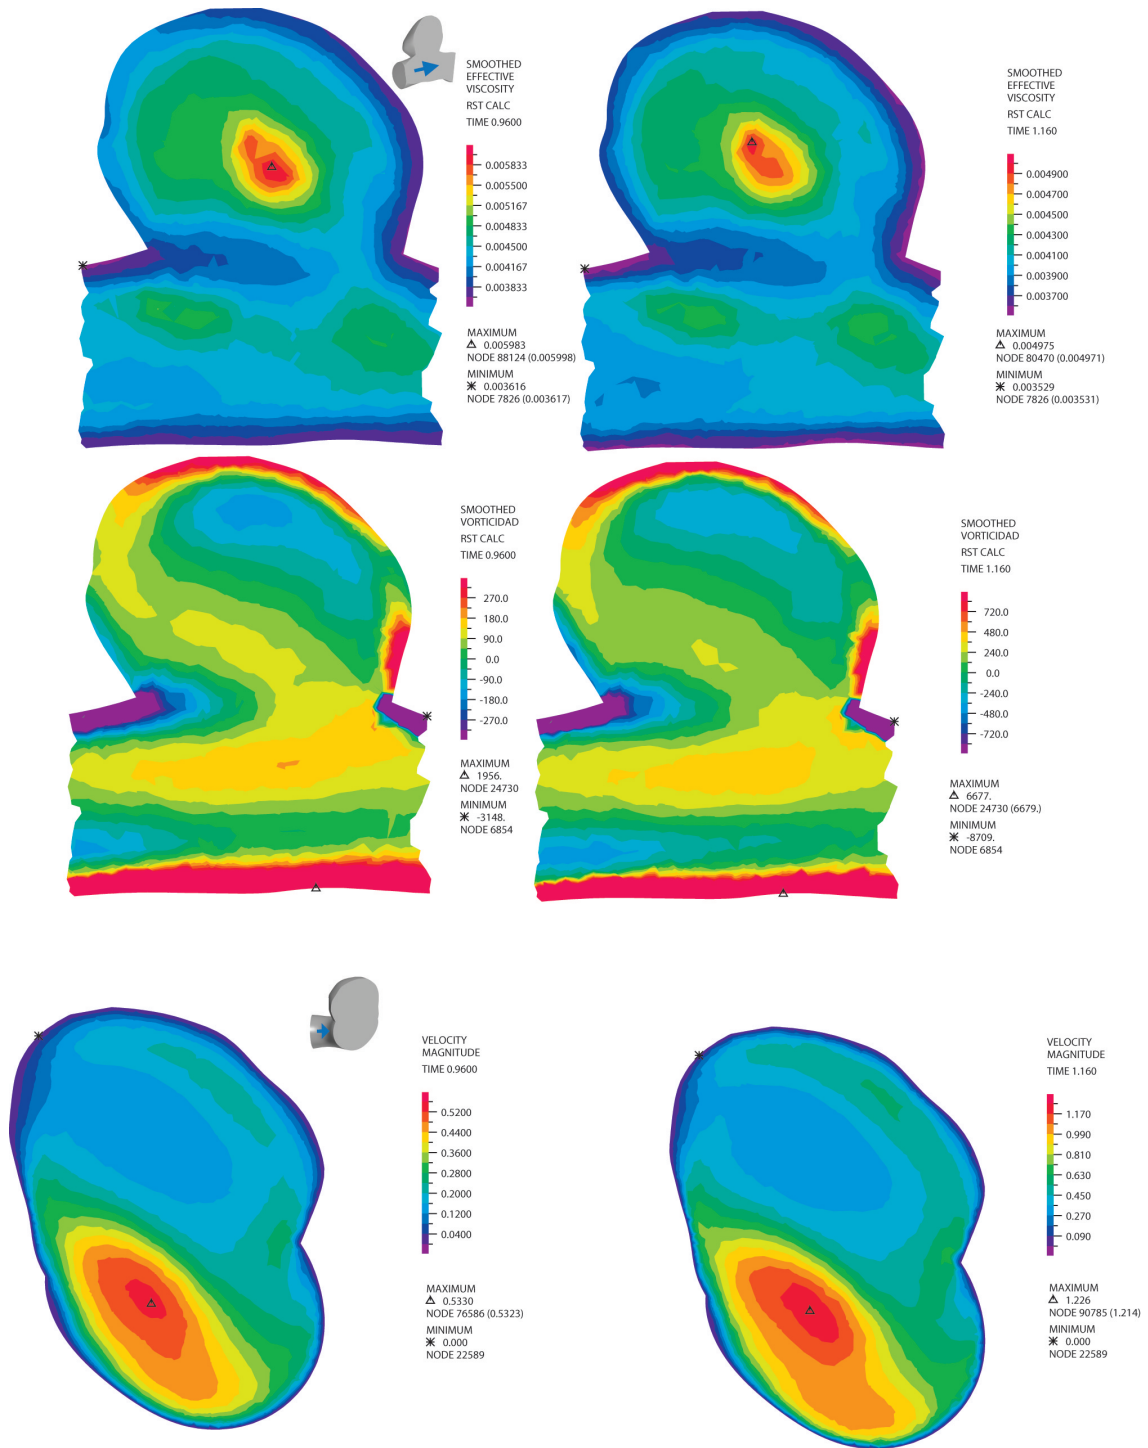 SMOOTHED
EFFECTIVE
VISCOSITY
RST CALC
TIME 0.9600
0.005833
0.005500
0.005167
0.004833
0.004500
0.004167
0.003833
MAXIMUM
△ 0.005983
NODE 88124 (0.005998)
MINIMUM
✳ 0.003616
NODE 7826 (0.003617)
SMOOTHED
EFFECTIVE
VISCOSITY
RST CALC
TIME 1.160
0.004900
0.004700
0.004500
0.004300
0.004100
0.003900
0.003700
MAXIMUM
△ 0.004975
NODE 80470 (0.004971)
MINIMUM
✳ 0.003529
NODE 7826 (0.003531)
SMOOTHED
VORTICIDAD
RST CALC
TIME 0.9600
270.0
180.0
90.0
0.0
-90.0
-180.0
-270.0
MAXIMUM
△ 1956.
NODE 24730
MINIMUM
✳ -3148.
NODE 6854
SMOOTHED
VORTICIDAD
RST CALC
TIME 1.160
720.0
480.0
240.0
0.0
-240.0
-480.0
-720.0
MAXIMUM
△ 6677.
NODE 24730 (6679.)
MINIMUM
✳ -8709.
NODE 6854
VELOCITY
MAGNITUDE
TIME 0.9600
0.5200
0.4400
0.3600
0.2800
0.2000
0.1200
0.0400
MAXIMUM
△ 0.5330
NODE 76586 (0.5323)
MINIMUM
✳ 0.000
NODE 22589
VELOCITY
MAGNITUDE
TIME 1.160
1.170
0.990
0.810
0.630
0.450
0.270
0.090
MAXIMUM
△ 1.226
NODE 90785 (1.214)
MINIMUM
✳ 0.000
NODE 22589